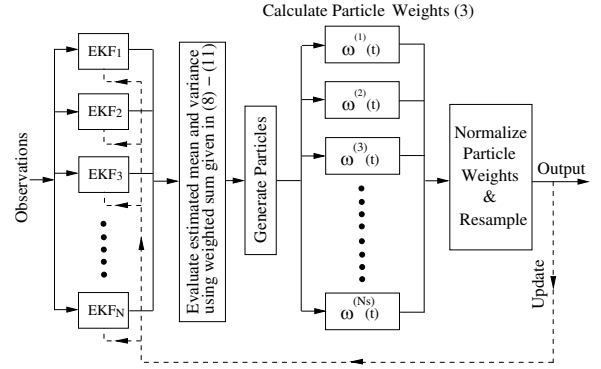 Calculate Particle Weights (3)
Observations
EKF1
EKF2
EKF3
EKFN
Evaluate estimated mean and variance
using weighted sum given in (8) − (11)
Generate Particles
ω(1)(t)
ω(2)(t)
ω(3)(t)
ω(Ns)(t)
Normalize
Particle
Weights
&
Resample
Output
Update